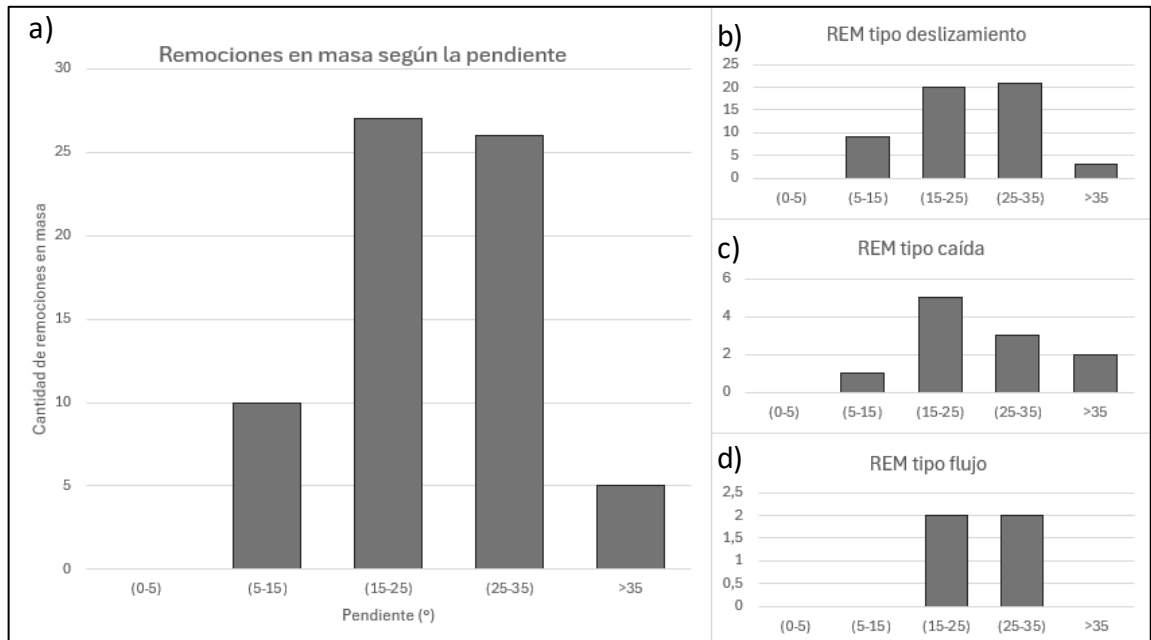 a)
Remociones en masa según la pendiente
30
25
20
15
10
5
0
Cantidad de remociones en masa
(0-5) (5-15) (15-25) (25-35) >35
Pendiente (º)
b)
REM tipo deslizamiento
25
20
15
10
5
0
(0-5) (5-15) (15-25) (25-35) >35
c)
REM tipo caída
6
4
2
0
(0-5) (5-15) (15-25) (25-35) >35
d)
REM tipo flujo
2,5
2
1,5
1
0,5
0
(0-5) (5-15) (15-25) (25-35) >35